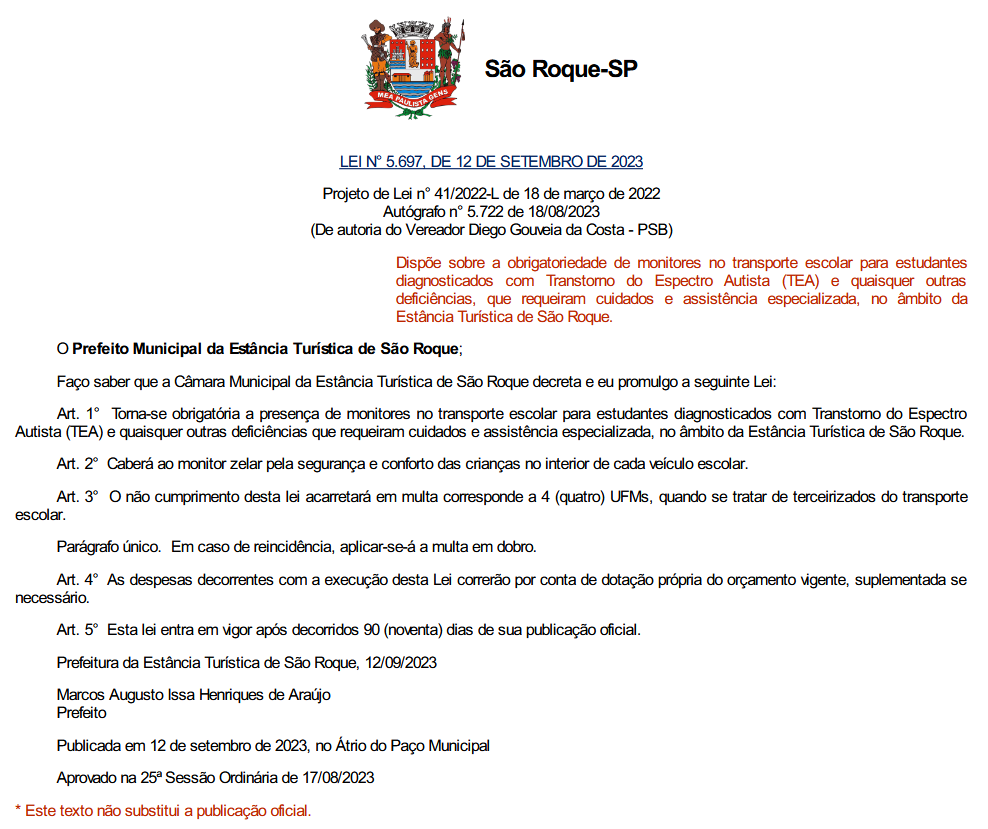 MEA PAULISTA GENS
São Roque-SP
LEI N° 5.697, DE 12 DE SETEMBRO DE 2023
Projeto de Lei n° 41/2022-L de 18 de março de 2022
Autógrafo n° 5.722 de 18/08/2023
(De autoria do Vereador Diego Gouveia da Costa - PSB)
Dispõe sobre a obrigatoriedade de monitores no transporte escolar para estudantes
diagnosticados com Transtorno do Espectro Autista (TEA) e quaisquer outras
deficiências, que requeiram cuidados e assistência especializada, no âmbito da
Estância Turística de São Roque.
O Prefeito Municipal da Estância Turística de São Roque;
Faço saber que a Câmara Municipal da Estância Turística de São Roque decreta e eu promulgo a seguinte Lei:
Art. 1° Torna-se obrigatória a presença de monitores no transporte escolar para estudantes diagnosticados com Transtorno do Espectro
Autista (TEA) e quaisquer outras deficiências que requeiram cuidados e assistência especializada, no âmbito da Estância Turística de São Roque.
Art. 2° Caberá ao monitor zelar pela segurança e conforto das crianças no interior de cada veículo escolar.
Art. 3° O não cumprimento desta lei acarretará em multa corresponde a 4 (quatro) UFMs, quando se tratar de terceirizados do transporte
escolar.
Parágrafo único. Em caso de reincidência, aplicar-se-á a multa em dobro.
Art. 4° As despesas decorrentes com a execução desta Lei correrão por conta de dotação própria do orçamento vigente, suplementada se
necessário.
Art. 5° Esta lei entra em vigor após decorridos 90 (noventa) dias de sua publicação oficial.
Prefeitura da Estância Turística de São Roque, 12/09/2023
Marcos Augusto Issa Henriques de Araújo
Prefeito
Publicada em 12 de setembro de 2023, no Átrio do Paço Municipal
Aprovado na 25ª Sessão Ordinária de 17/08/2023
* Este texto não substitui a publicação oficial.